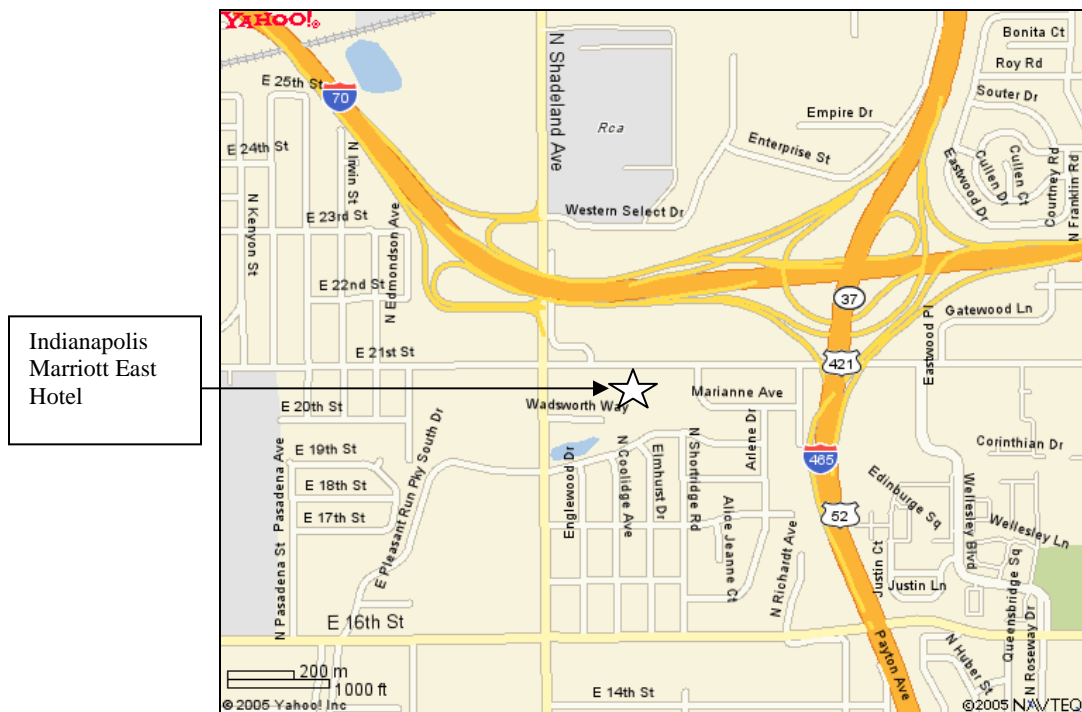 YAHOO!®
E 25th St
70
N Shadeland Ave
Rca
Empire Dr
Enterprise St
Bonita Ct
Roy Rd
Souter Dr
Cullen Dr
Cullen Ct
Courtney Rd
N Franklin Rd
Eastwood Dr
E 24th St
N Irwin St
N Kenyon St
E 23rd St
N Edmondson Ave
Western Select Dr
E 22nd St
37
Gatewood Ln
Eastwood Pl
E 21st St
421
Indianapolis
Marriott East
Hotel
Marianne Ave
Wadsworth Way
E 20th St
E Pleasant Run Pky South Dr
Arlene Dr
E 19th St
N Pasadena St
Pasadena Ave
E 18th St
E 17th St
Englewood Dr
N Coolidge Ave
Elmhurst Dr
N Shortridge Rd
Alice Jeanne Ct
N Richardt Ave
465
Corinthian Dr
Edinburge Sq
Wellesley Blvd
Wellesley Ln
52
Justin Ct
Justin Ln
Queensbridge Sq
N Roseway Dr
E 16th St
Payton Ave
N Huber St
200 m
1000 ft
E 14th St
©2005 Yahoo! Inc
©2005 NAVTEQ